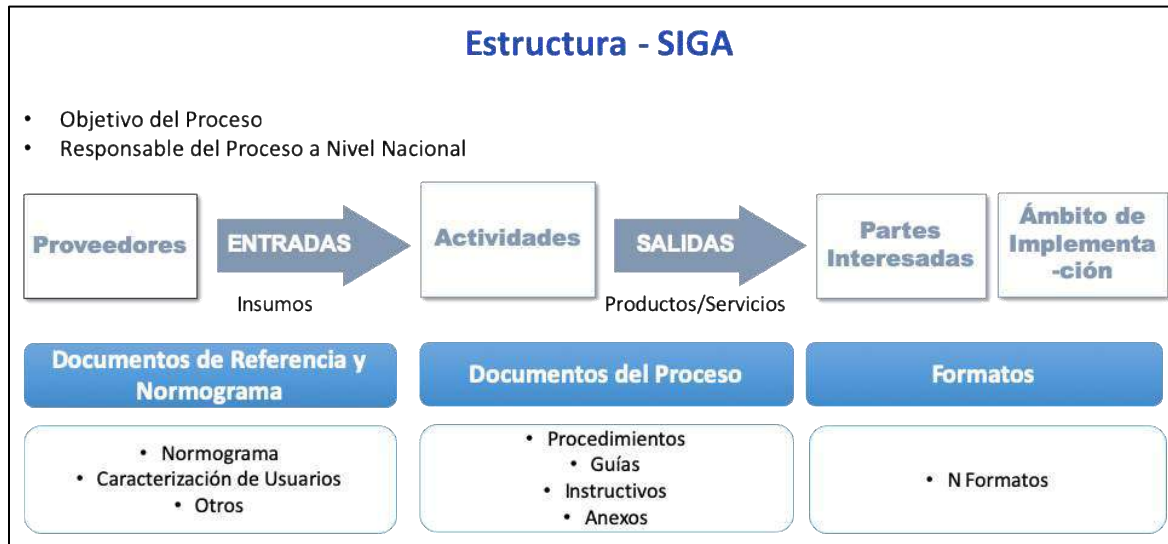 Estructura - SIGA
• Objetivo del Proceso
• Responsable del Proceso a Nivel Nacional
Proveedores
ENTRADAS
Insumos
Actividades
SALIDAS
Productos/Servicios
Partes
Interesadas
Ámbito de
Implementa
-ción
Documentos de Referencia y
Normograma
Documentos del Proceso
Formatos
• Normograma
• Caracterización de Usuarios
• Otros
• Procedimientos
• Guías
• Instructivos
• Anexos
• N Formatos